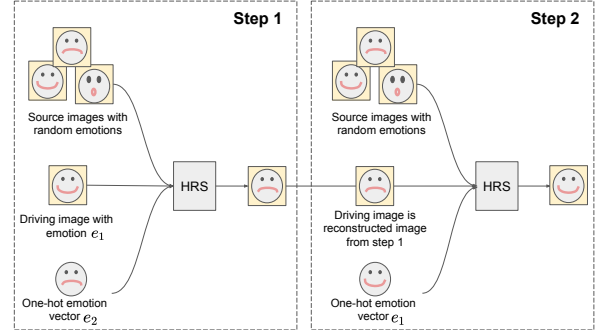 Step 1
Source images with
random emotions
HRS
Driving image with
emotion e₁
One-hot emotion
vector e₂
Step 2
Source images with
random emotions
HRS
Driving image is
reconstructed image
from step 1
One-hot emotion
vector e₁